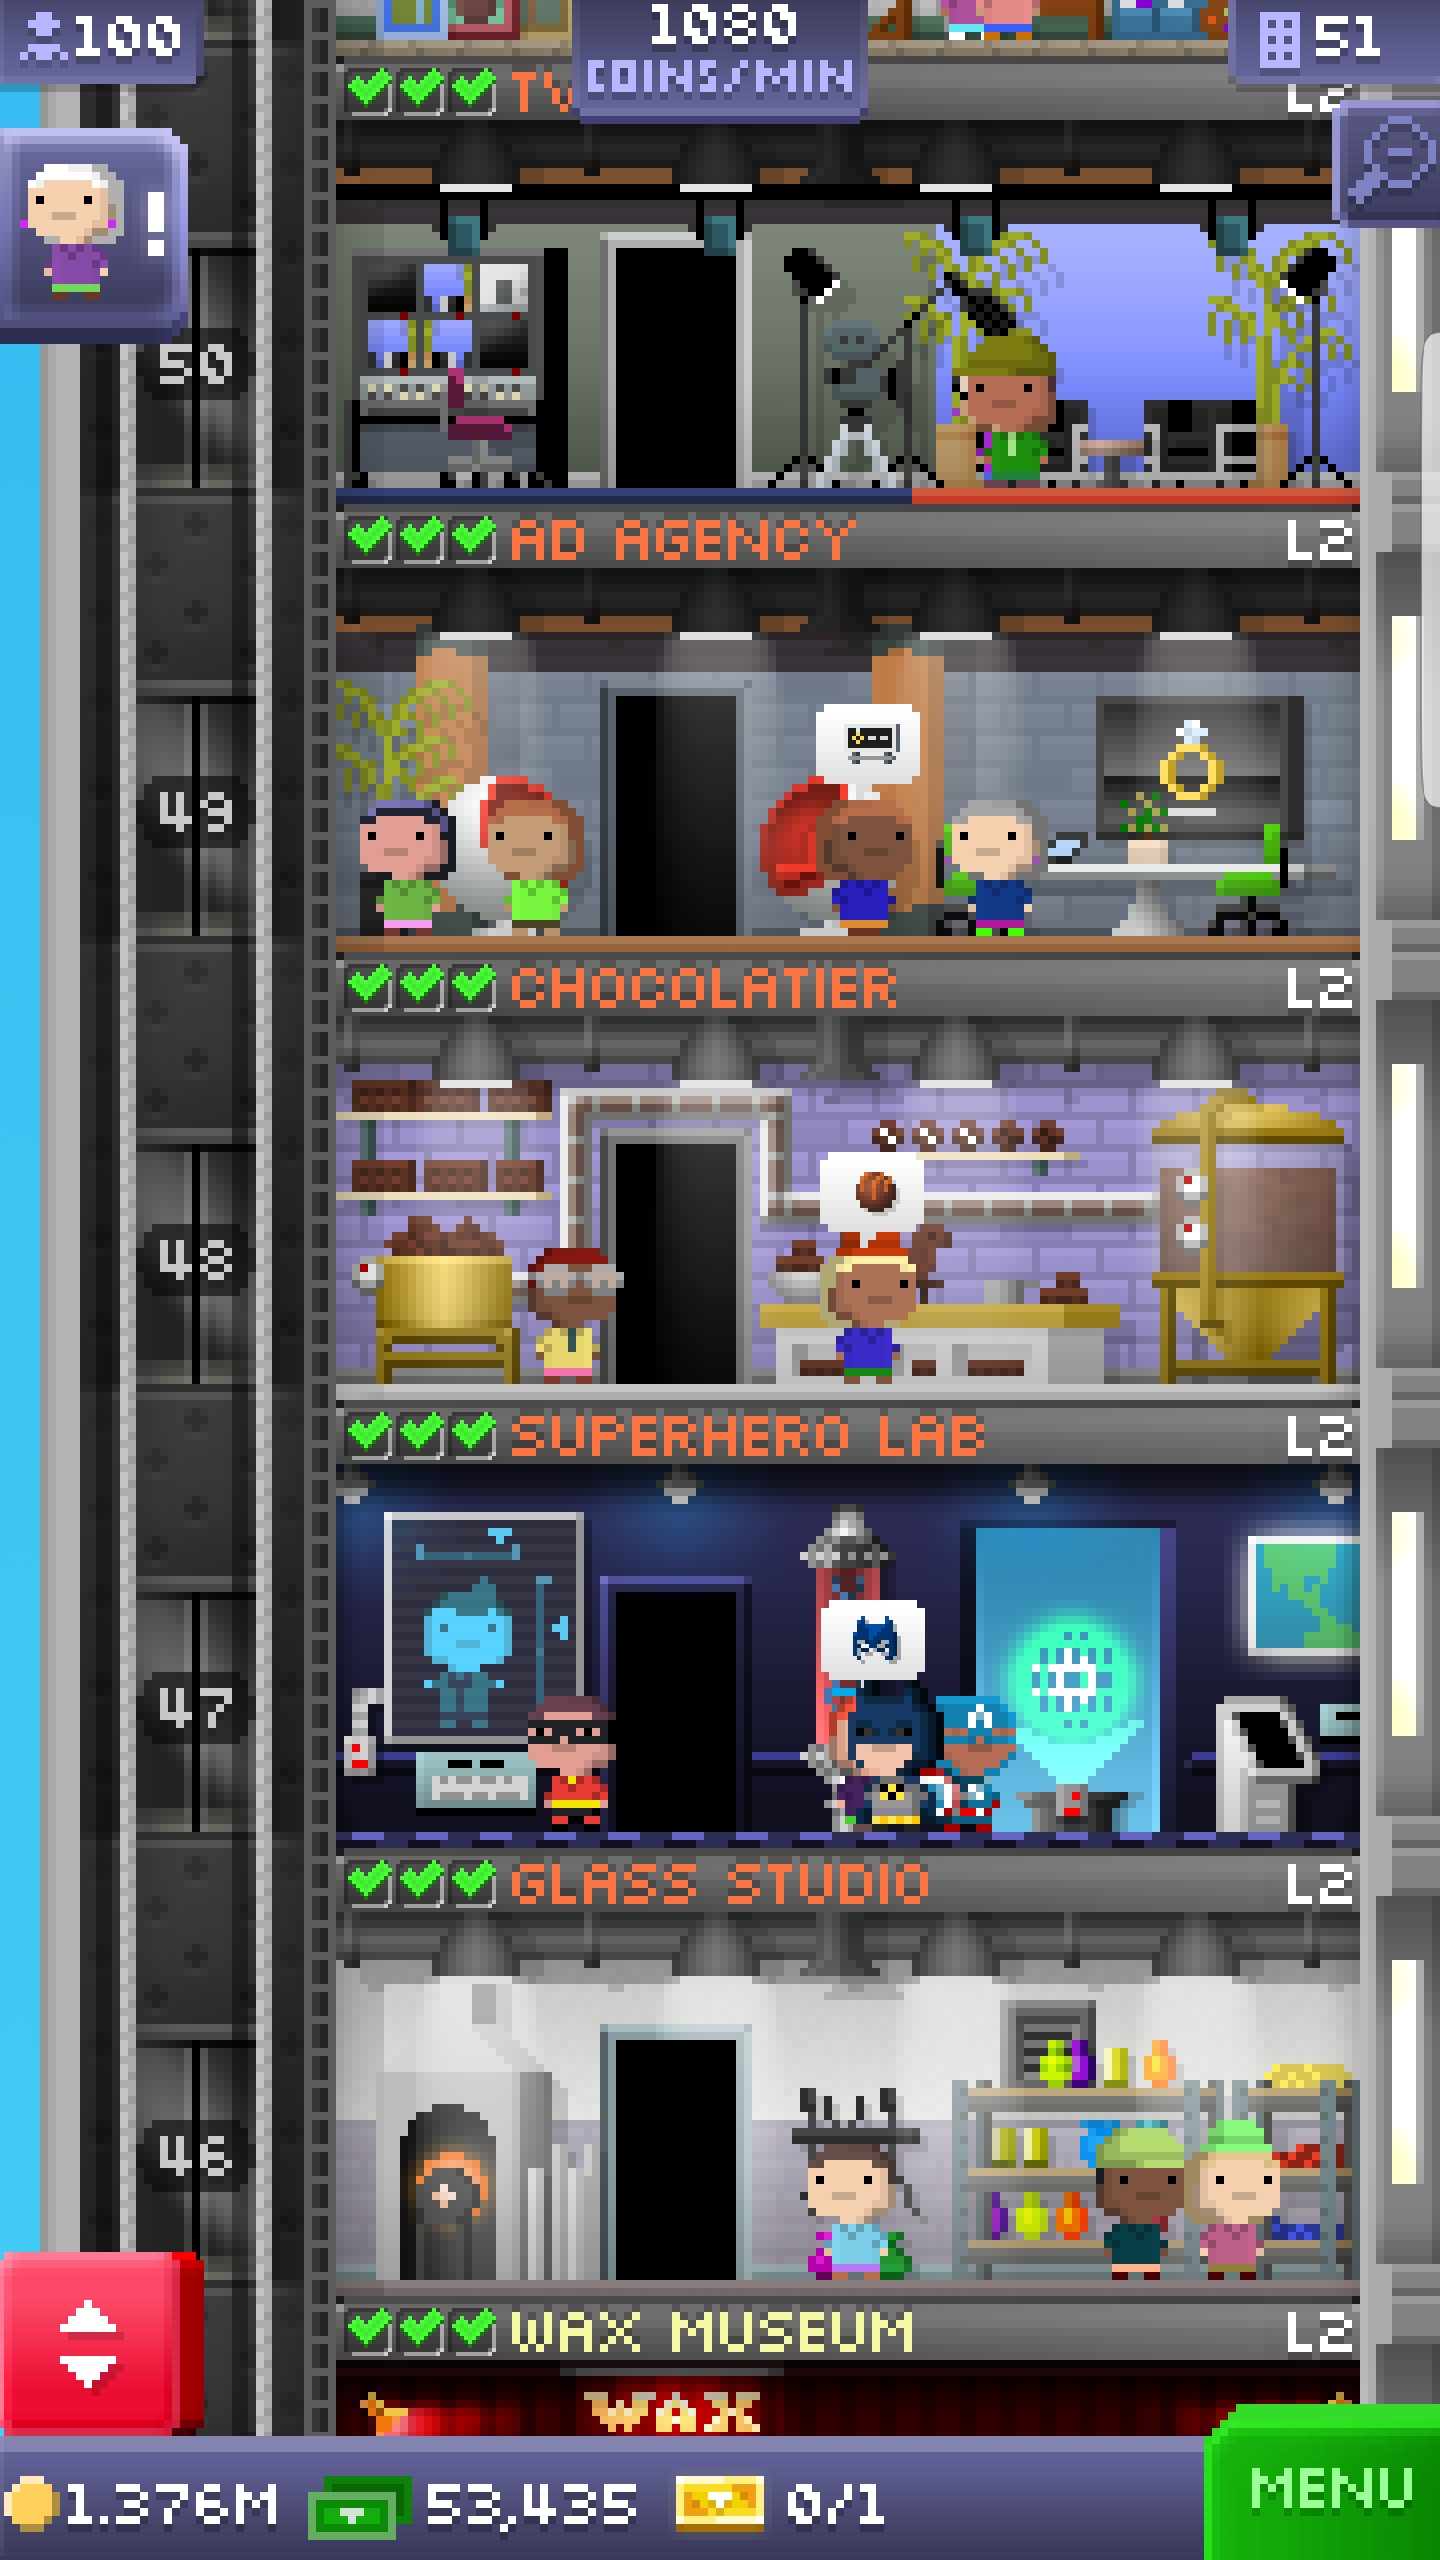 100
1080
COINS/MIN
51
TV
L2
50
AD AGENCY
L2
49
CHOCOLATIER
L2
48
SUPERHERO LAB
L2
47
GLASS STUDIO
L2
46
WAX MUSEUM
L2
WAX
1.376M
53,435
0/1
MENU